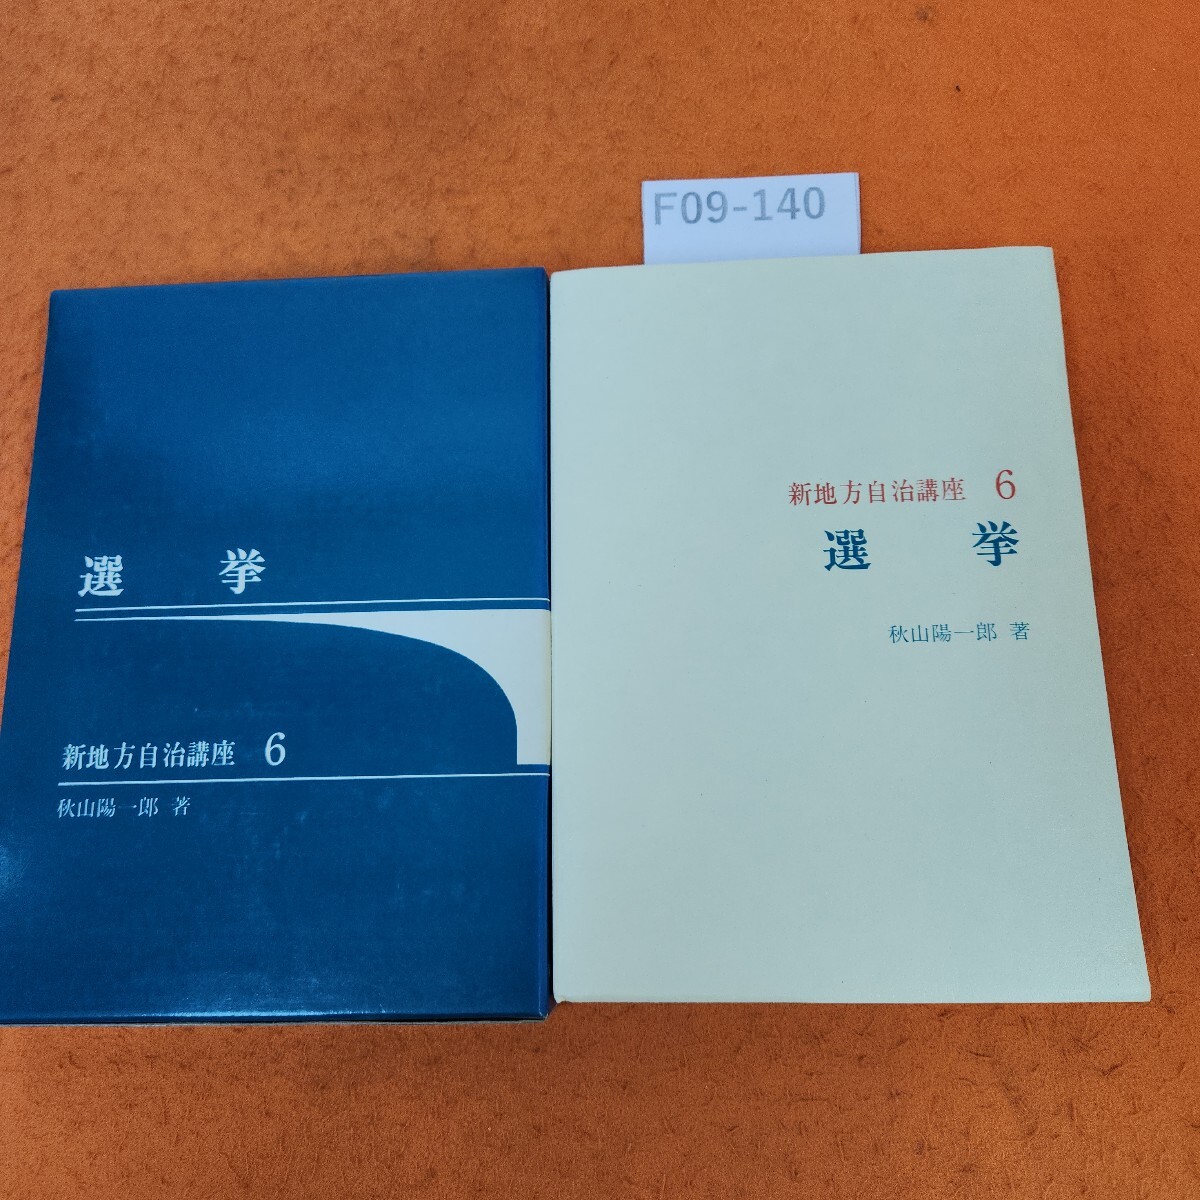 F09-140
選 挙
新地方自治講座 6
秋山陽一郎 著
新地方自治講座 6
選 挙
秋山陽一郎 著